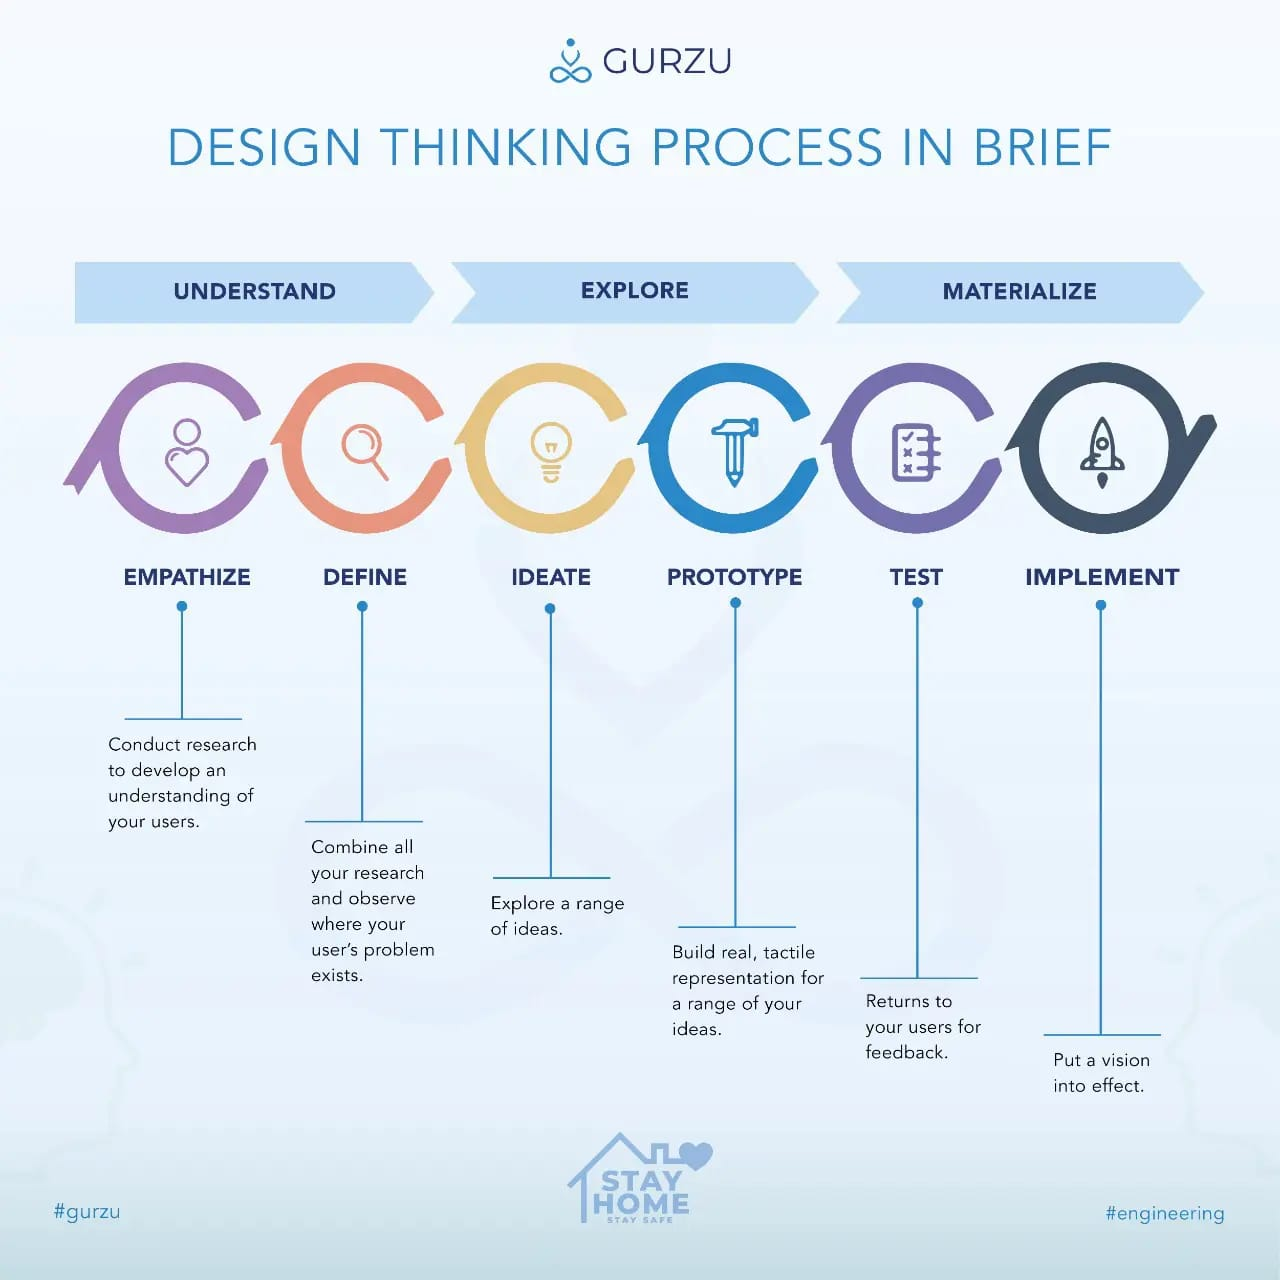 GURZU
DESIGN THINKING PROCESS IN BRIEF
UNDERSTAND
EXPLORE
MATERIALIZE
EMPATHIZE
DEFINE
IDEATE
PROTOTYPE
TEST
IMPLEMENT
Conduct research
to develop an
understanding of
your users.
Combine all
your research
and observe
where your
user's problem
exists.
Explore a range
of ideas.
Build real, tactile
representation for
a range of your
ideas.
Returns to
your users for
feedback.
Put a vision
into effect.
STAY
HOME
STAY SAFE
#gurzu
#engineering